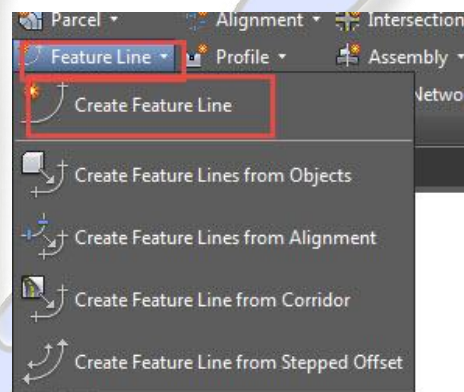 Parcel Alignment Intersection
Feature Line Profile Assembly
Create Feature Line Netwo
Create Feature Lines from Objects
Create Feature Lines from Alignment
Create Feature Line from Corridor
Create Feature Line from Stepped Offset